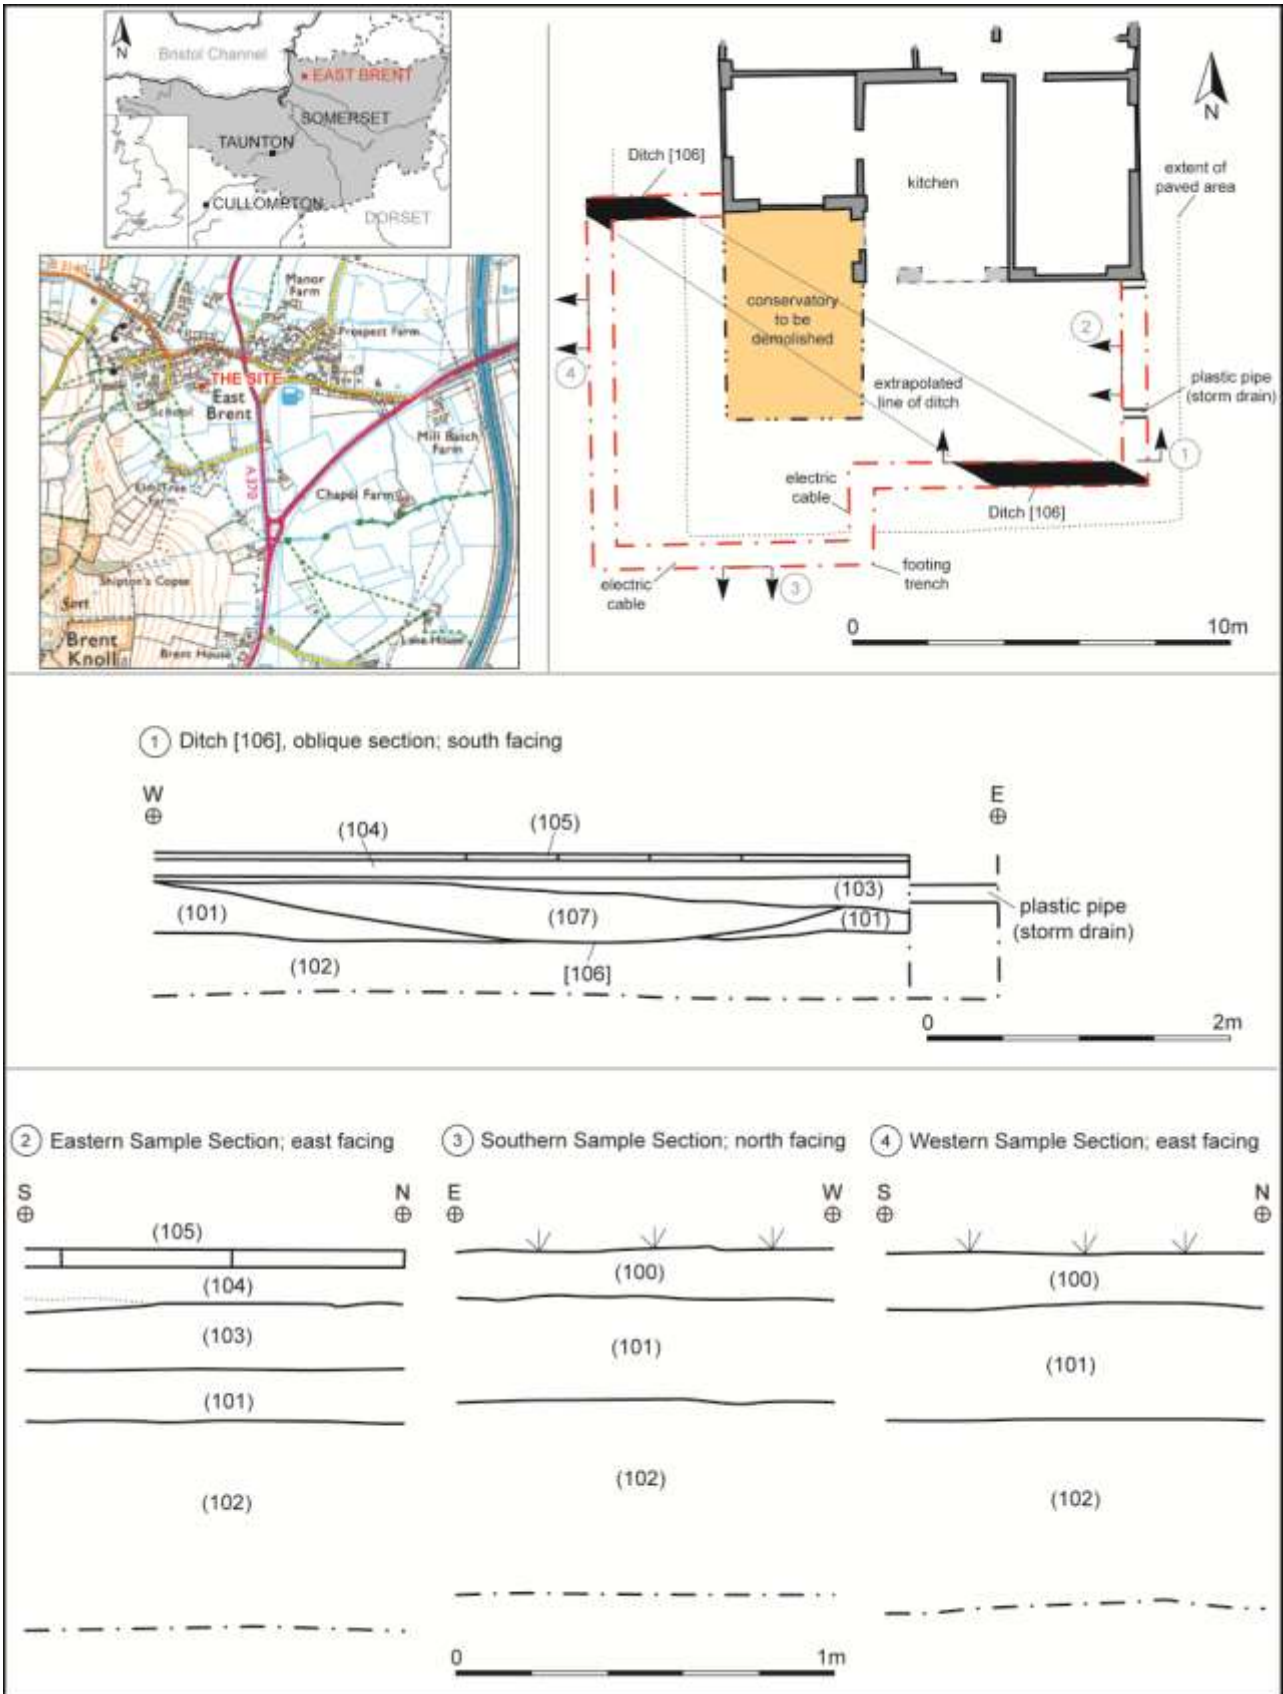 N
Bristol Channel
EAST BRENT
SOMERSET
TAUNTON
CULLOMPTON
DORSET
Manor
Farm
Prospect Farm
THE SITE
East
Brent
School
6
6
Mill Batch
Farm
Elm Tree
Farm
A 370
Chapel Farm
Shipton's Copse
Fort
Brent
Knoll
Brent House
Lake House
N
Ditch [106]
kitchen
extent of
paved area
conservatory
to be
demolished
2
4
extrapolated
line of ditch
plastic pipe
(storm drain)
1
electric
cable
Ditch [106]
footing
trench
electric
cable
3
0
10m
1 Ditch [106], oblique section; south facing
W
E
(104)
(105)
(103)
(101)
(107)
(101)
plastic pipe
(storm drain)
(102)
[106]
0
2m
2 Eastern Sample Section; east facing
S
N
(105)
(104)
(103)
(101)
(102)
3 Southern Sample Section; north facing
E
W
(100)
(101)
(102)
0
1m
4 Western Sample Section; east facing
S
N
(100)
(101)
(102)